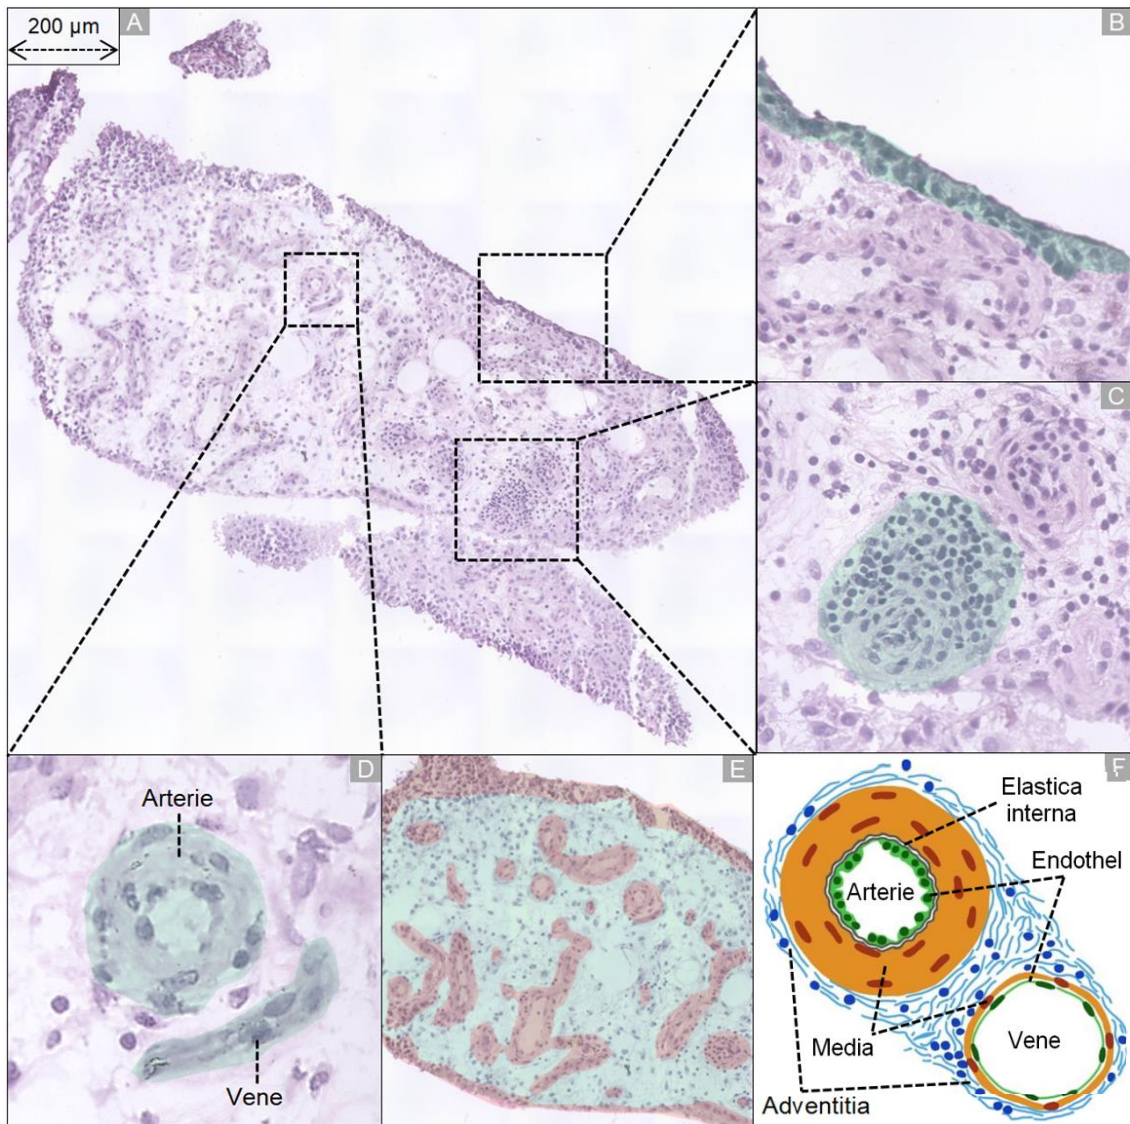 200 µm
A
B
C
D
Arterie
Vene
E
F
Elastica
interna
Endothel
Arterie
Media
Vene
Adventitia